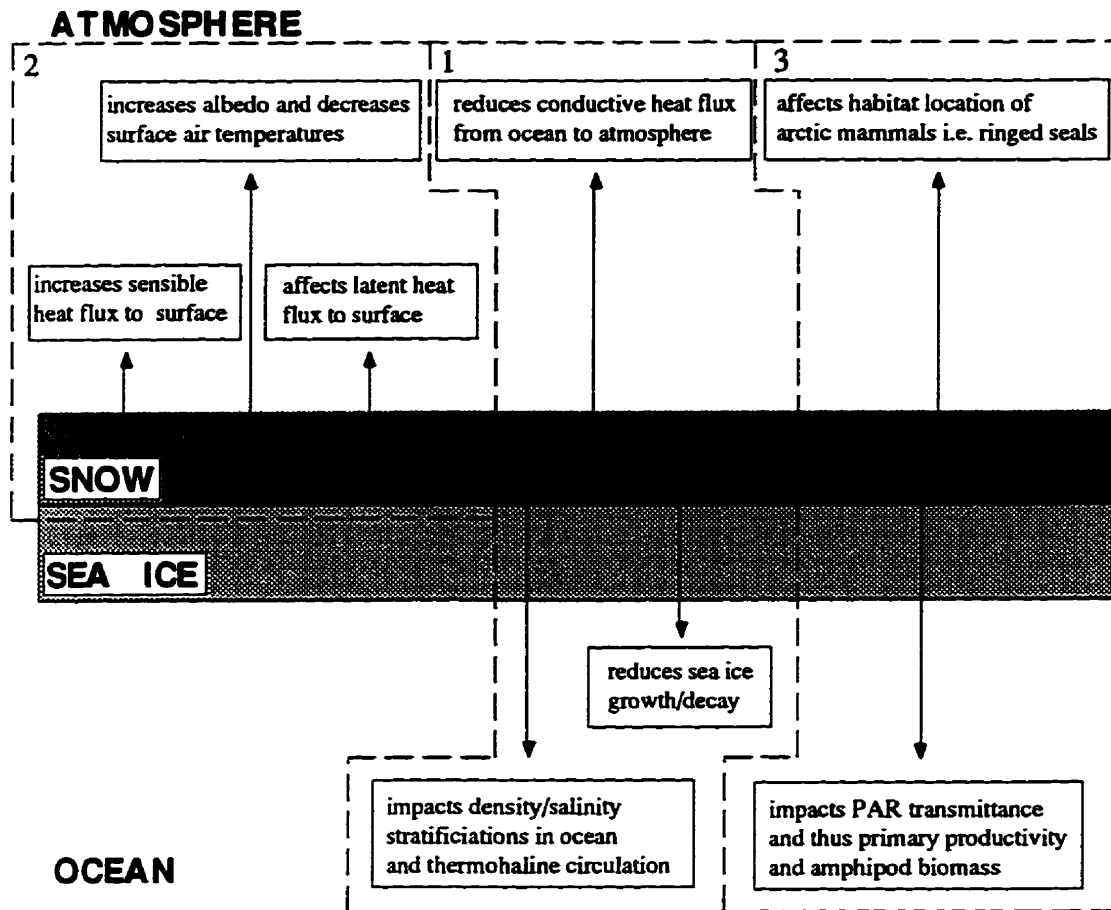 ATMOSPHERE
2
1
3
increases albedo and decreases
surface air temperatures
reduces conductive heat flux
from ocean to atmosphere
affects habitat location of
arctic mammals i.e. ringed seals
increases sensible
heat flux to surface
affects latent heat
flux to surface
SNOW
SEA ICE
reduces sea ice
growth/decay
impacts density/salinity
stratificiations in ocean
and thermohaline circulation
impacts PAR transmittance
and thus primary productivity
and amphipod biomass
OCEAN